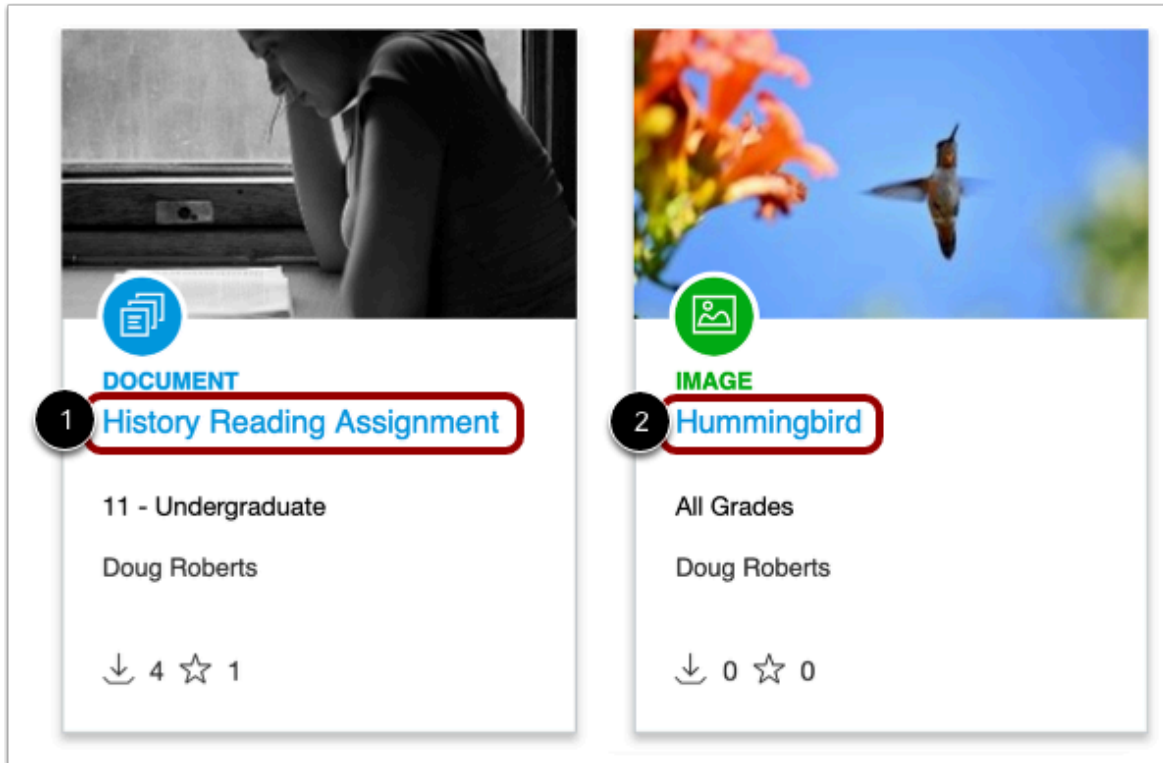 DOCUMENT
1 History Reading Assignment
11 - Undergraduate
Doug Roberts
4 1
IMAGE
2 Hummingbird
All Grades
Doug Roberts
0 0